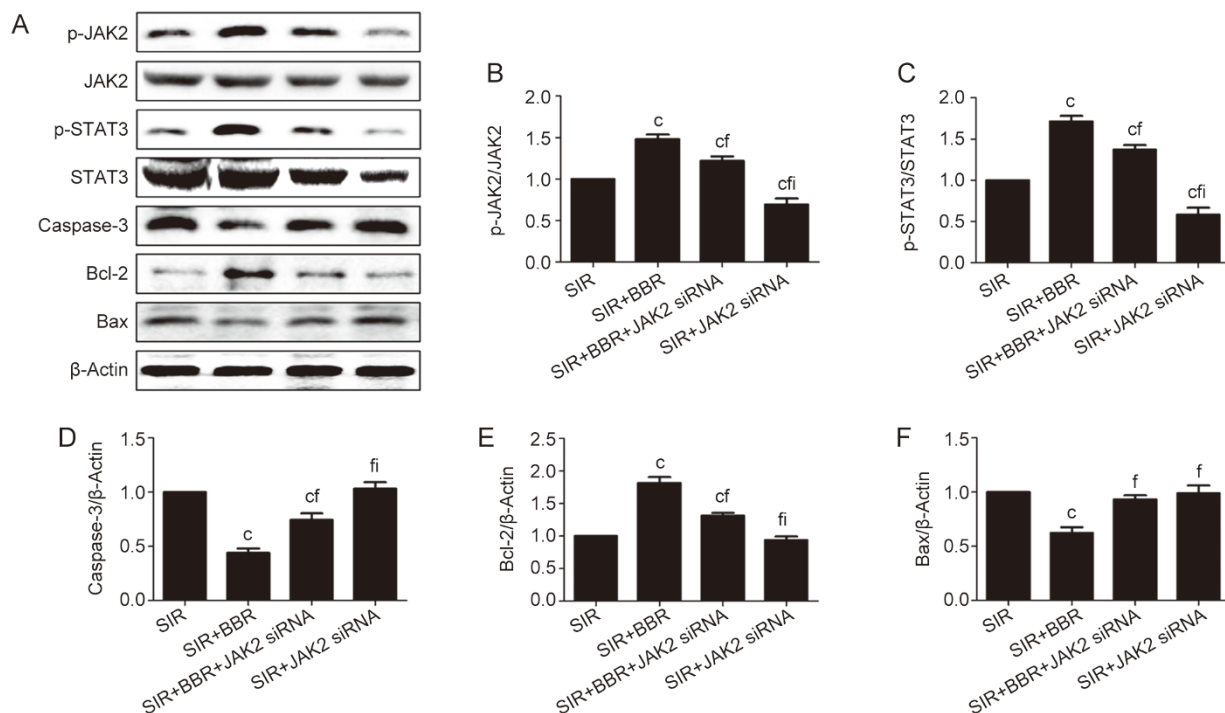 A
p-JAK2
JAK2
p-STAT3
STAT3
Caspase-3
Bcl-2
Bax
β-Actin
B
p-JAK2/JAK2
2.0
1.5
1.0
0.5
0.0
c
cf
cfi
SIR
SIR+BBR
SIR+BBR+JAK2 siRNA
SIR+JAK2 siRNA
C
p-STAT3/STAT3
2.0
1.5
1.0
0.5
0.0
c
cf
cfi
SIR
SIR+BBR
SIR+BBR+JAK2 siRNA
SIR+JAK2 siRNA
D
Caspase-3/β-Actin
1.5
1.0
0.5
0.0
c
cf
fi
SIR
SIR+BBR
SIR+BBR+JAK2 siRNA
SIR+JAK2 siRNA
E
Bcl-2/β-Actin
2.5
2.0
1.5
1.0
0.5
0.0
c
cf
fi
SIR
SIR+BBR
SIR+BBR+JAK2 siRNA
SIR+JAK2 siRNA
F
Bax/β-Actin
1.5
1.0
0.5
0.0
c
f
f
SIR
SIR+BBR
SIR+BBR+JAK2 siRNA
SIR+JAK2 siRNA